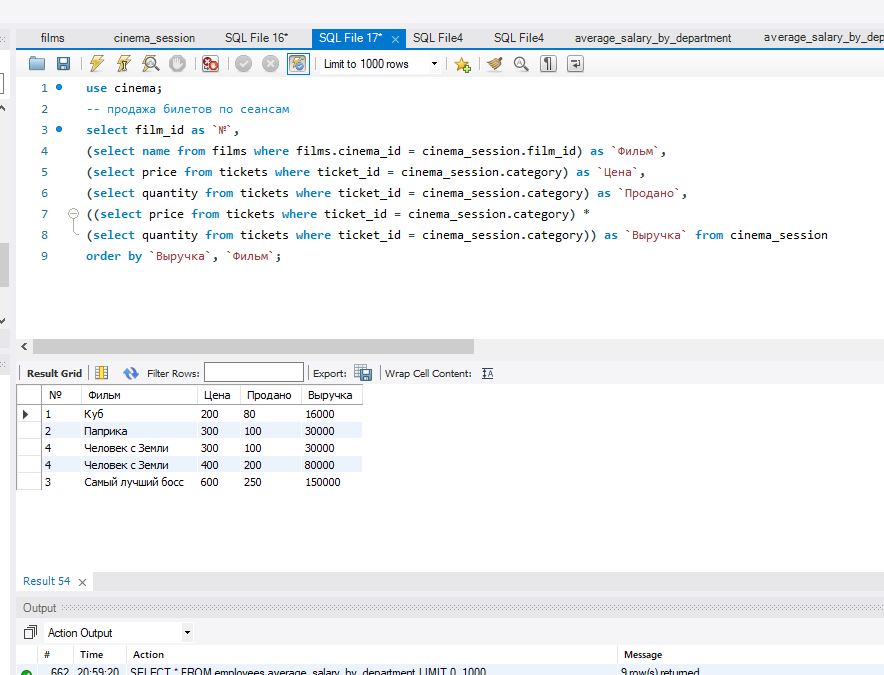 films cinema_session SQL File 16* SQL File 17* SQL File4 SQL File4 average_salary_by_department average_salary_by_dep
Limit to 1000 rows
1 use cinema;
2 -- продажа билетов по сеансам
3 select film_id as `№`,
4 (select name from films where films.cinema_id = cinema_session.film_id) as `Фильм`,
5 (select price from tickets where ticket_id = cinema_session.category) as `Цена`,
6 (select quantity from tickets where ticket_id = cinema_session.category) as `Продано`,
7 ((select price from tickets where ticket_id = cinema_session.category) *
8 (select quantity from tickets where ticket_id = cinema_session.category)) as `Выручка` from cinema_session
9 order by `Выручка`, `Фильм`;
Result Grid Filter Rows: Export: Wrap Cell Content:
№ Фильм Цена Продано Выручка
1 Куб 200 80 16000
2 Паприка 300 100 30000
4 Человек с Земли 300 100 30000
4 Человек с Земли 400 200 80000
3 Самый лучший босс 600 250 150000
Result 54
Output
Action Output
# Time Action Message
662 20:59:20 SELECT * FROM employees.average_salary_by_department LIMIT 0, 1000 9 row(s) returned